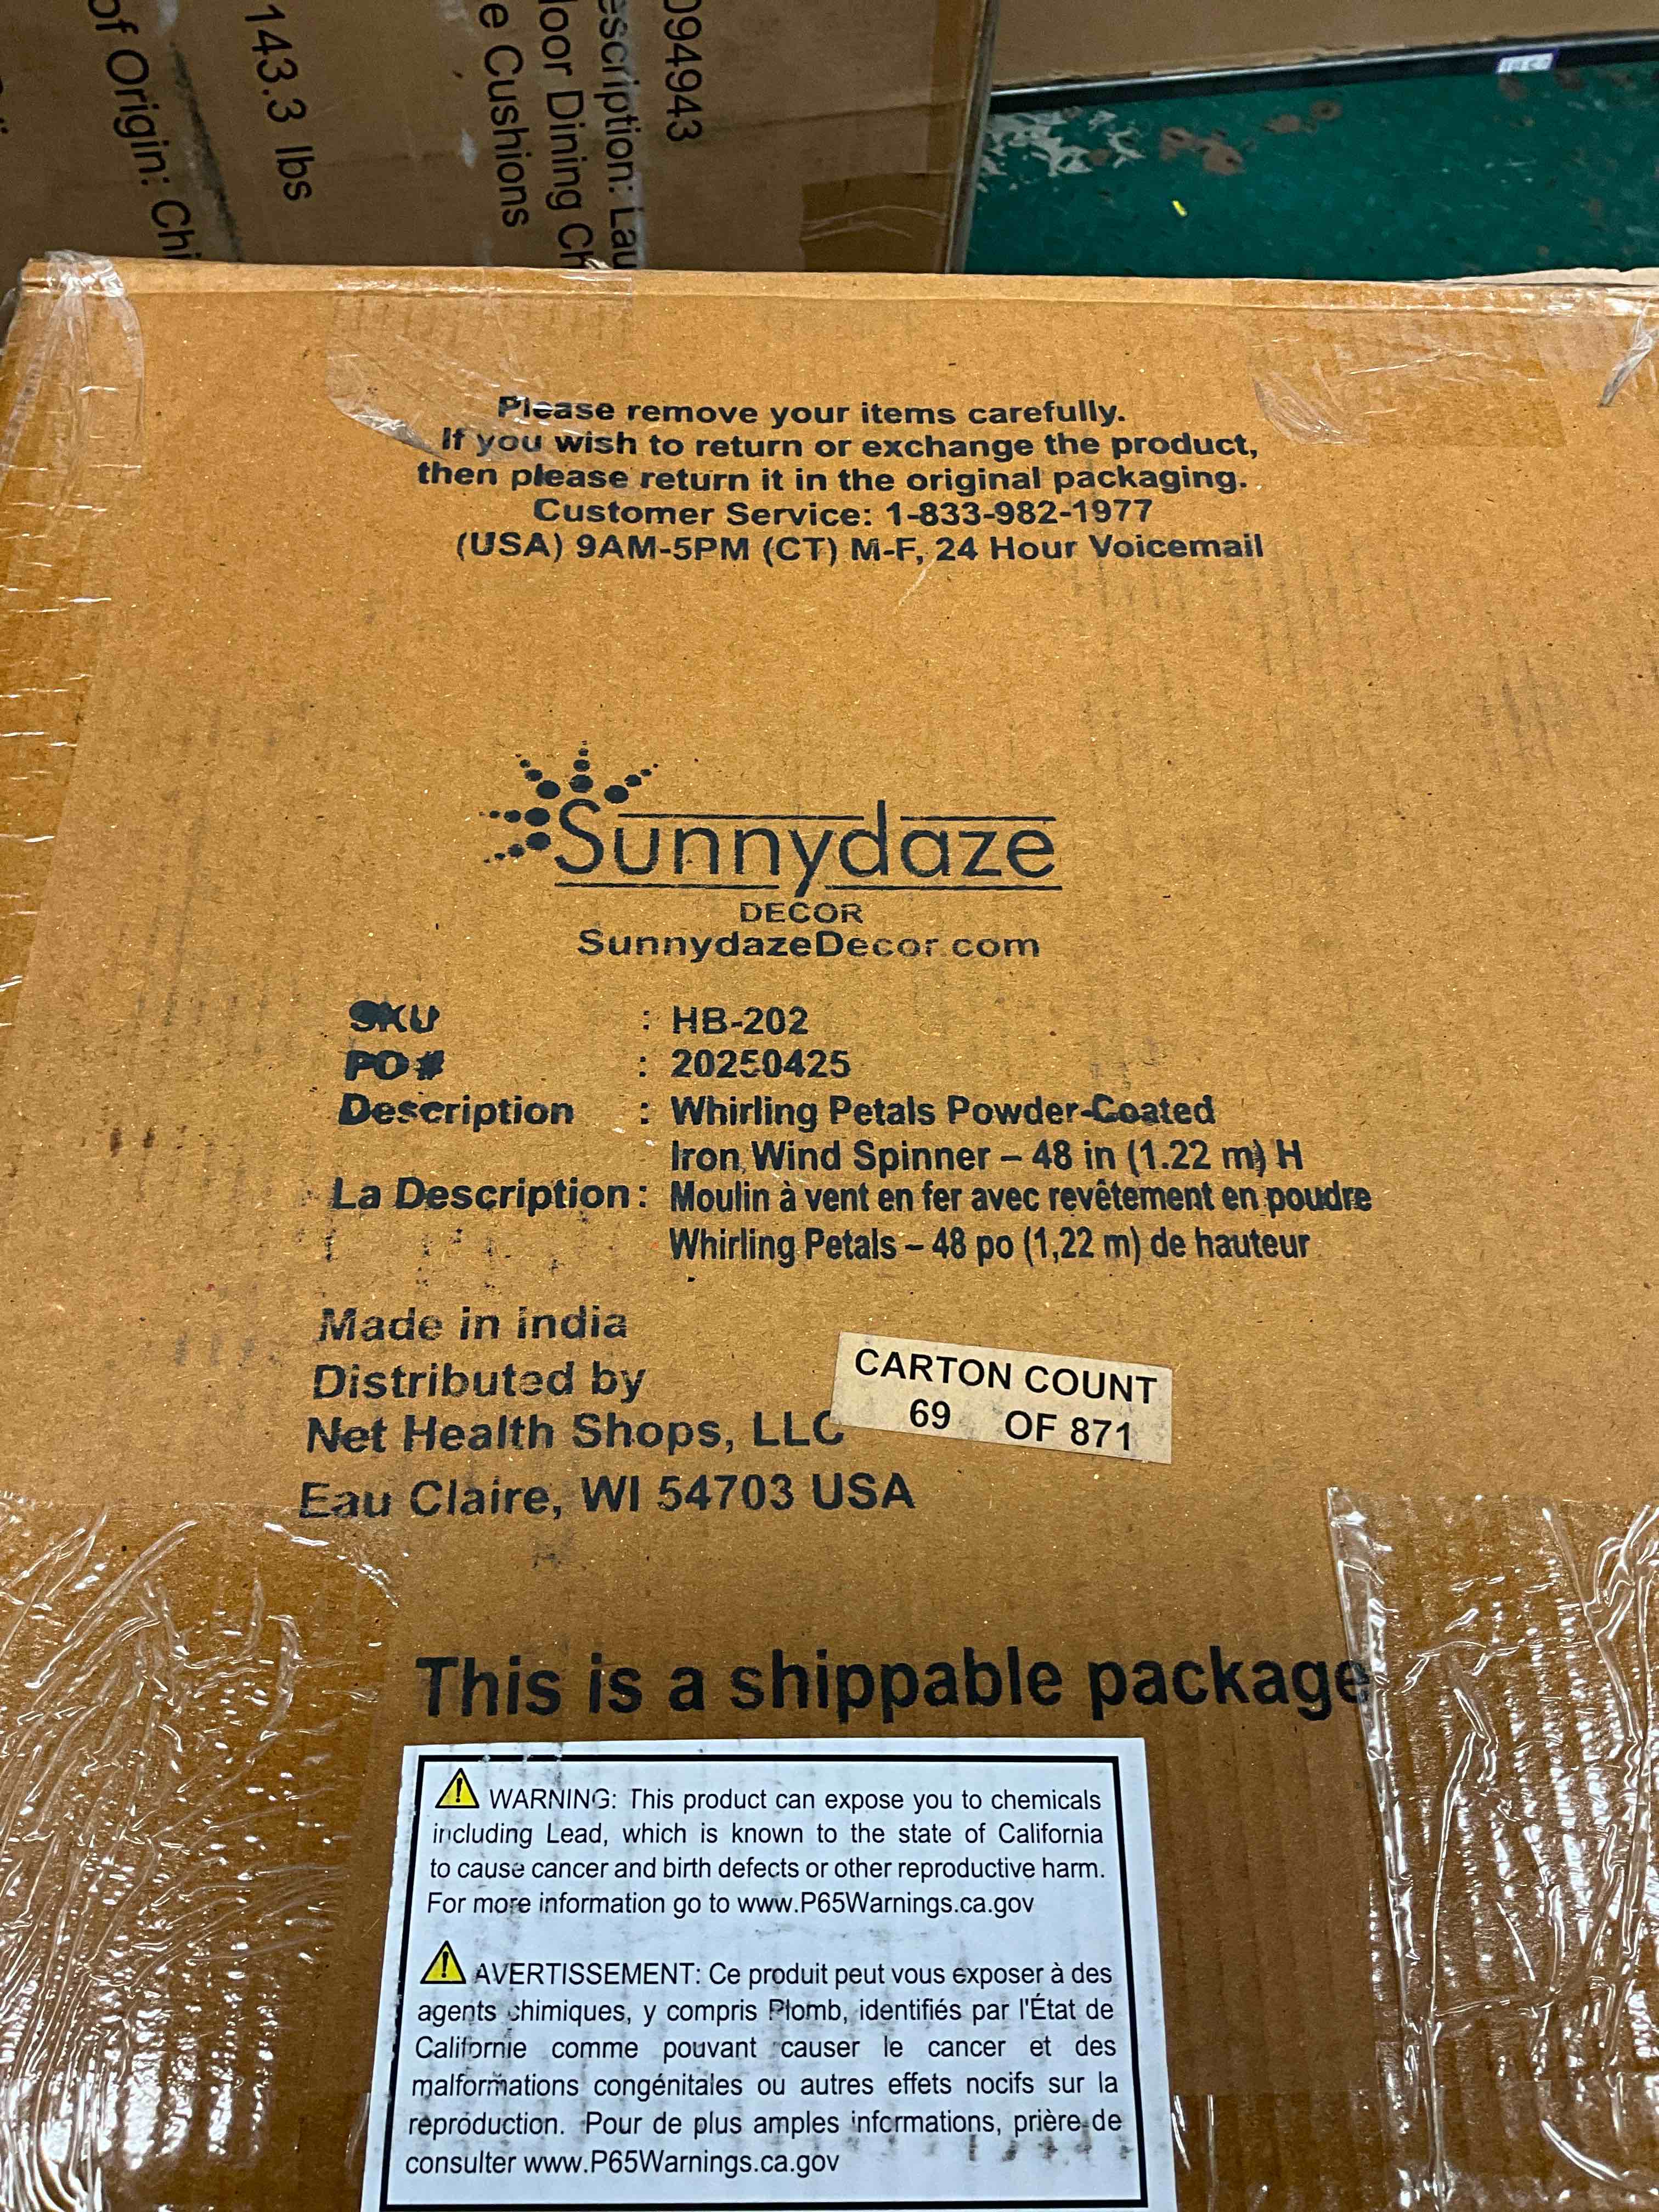 094943
escription: Lau
loor Dining Ch
e Cushions
143.3 lbs
of Origin: Chi
Please remove your items carefully.
If you wish to return or exchange the product,
then please return it in the original packaging.
Customer Service: 1-833-982-1977
(USA) 9AM-5PM (CT) M-F, 24 Hour Voicemail
Sunnydaze
DECOR
SunnydazeDecor.com
SKU : HB-202
PO# : 20250425
Description : Whirling Petals Powder-Coated
Iron Wind Spinner – 48 in (1.22 m) H
La Description : Moulin à vent en fer avec revêtement en poudre
Whirling Petals – 48 po (1,22 m) de hauteur
Made in india
Distributed by
Net Health Shops, LLC
Eau Claire, WI 54703 USA
CARTON COUNT
69 OF 871
This is a shippable package
WARNING: This product can expose you to chemicals
including Lead, which is known to the state of California
to cause cancer and birth defects or other reproductive harm.
For more information go to www.P65Warnings.ca.gov
AVERTISSEMENT: Ce produit peut vous exposer à des
agents chimiques, y compris Plomb, identifiés par l'État de
Californie comme pouvant causer le cancer et des
malformations congénitales ou autres effets nocifs sur la
reproduction. Pour de plus amples informations, prière de
consulter www.P65Warnings.ca.gov